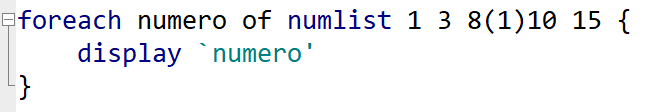 foreach numero of numlist 1 3 8(1)10 15 {
    display `numero'
}